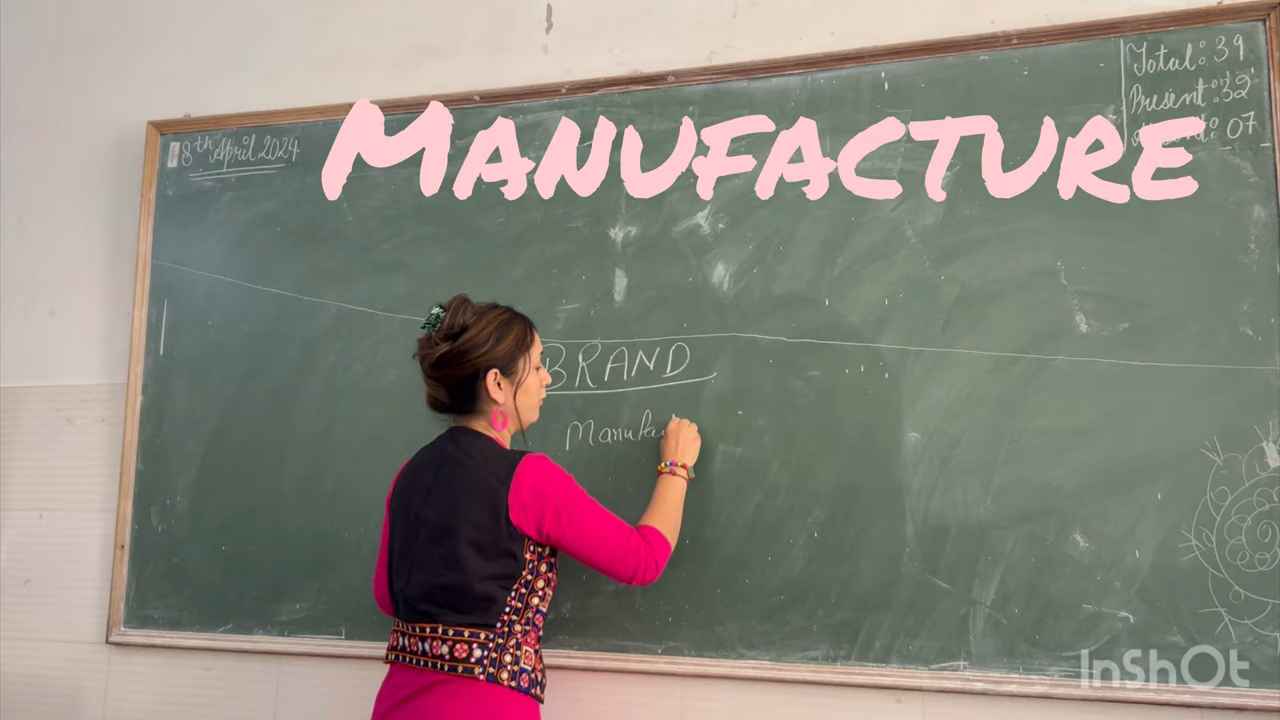 8th April 2024
MANUFACTURE
Total: 39
Present: 32
07
BRAND
Manufa
InShOt